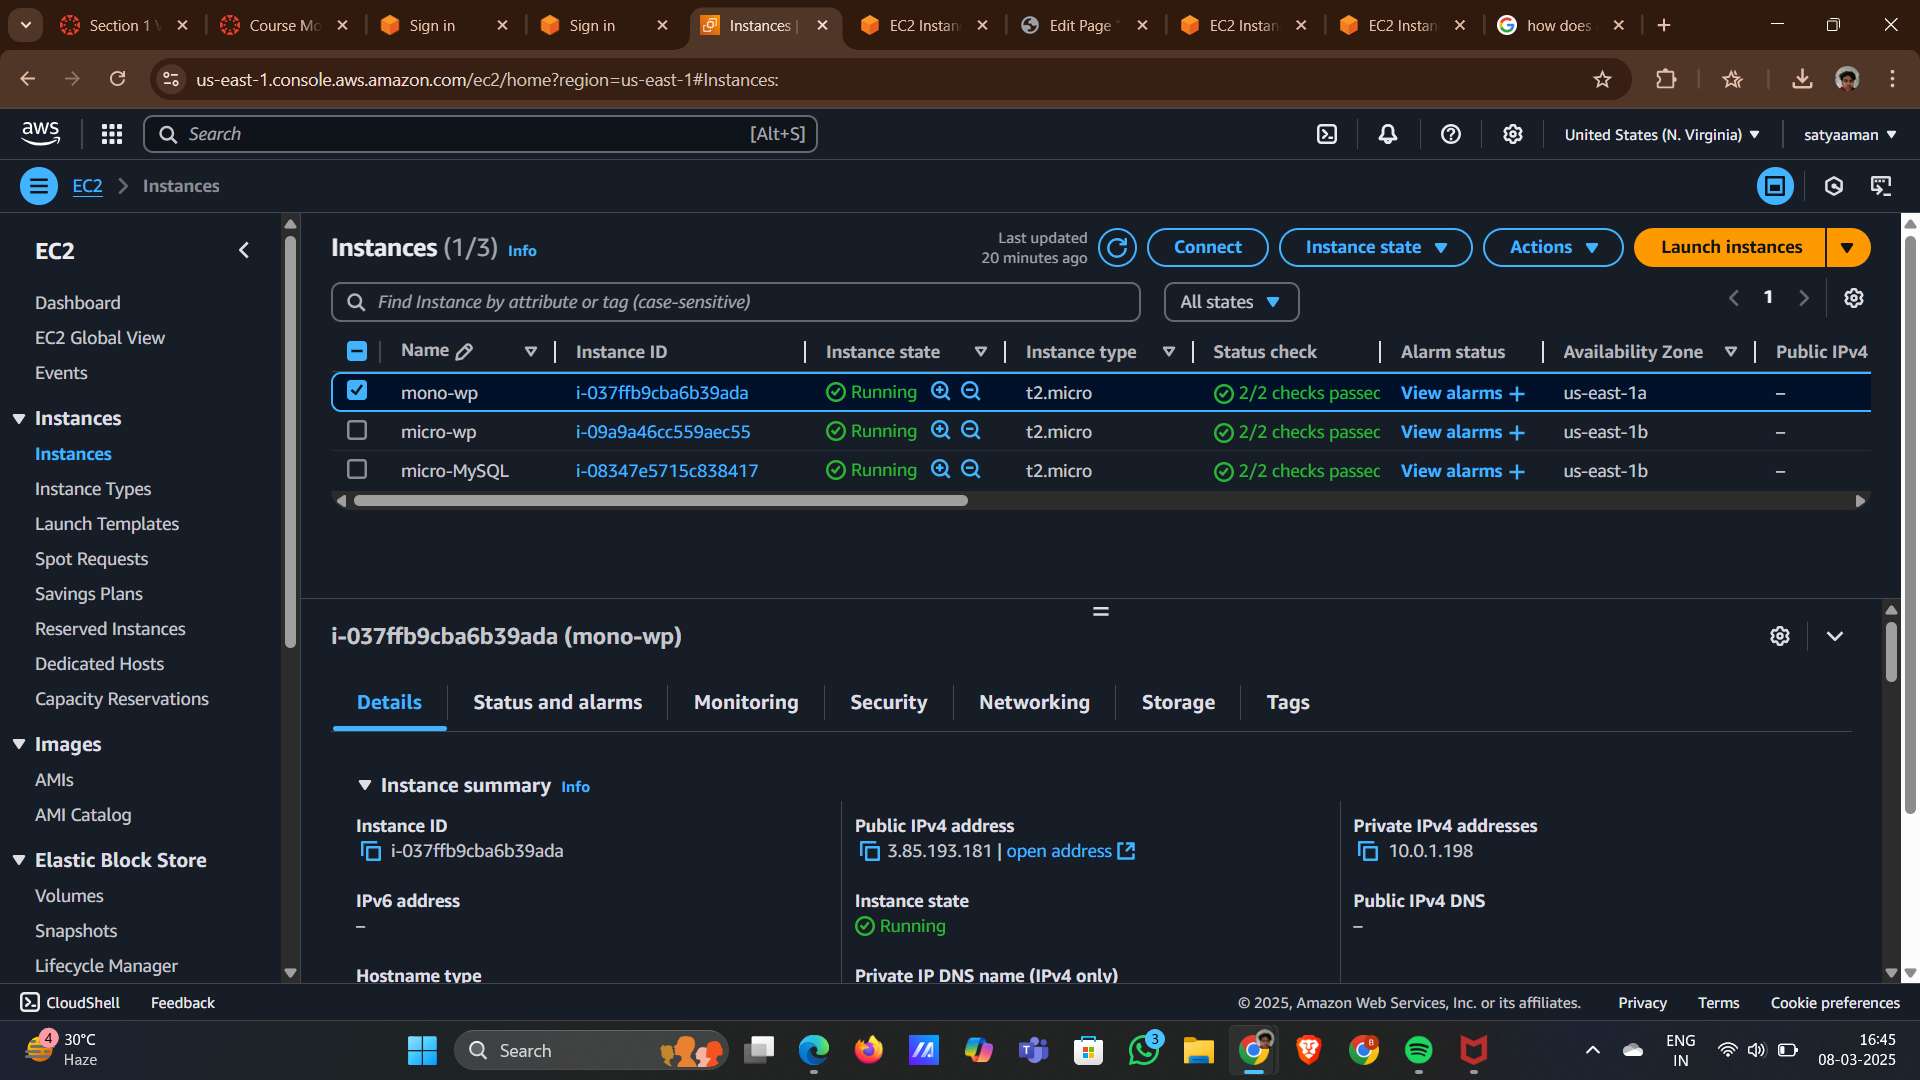 Section 1
Course Mo
Sign in
Sign in
Instances |
EC2 Instan
Edit Page
EC2 Instan
EC2 Instan
how does
us-east-1.console.aws.amazon.com/ec2/home?region=us-east-1#Instances:
aws
Search
[Alt+S]
United States (N. Virginia)
satyaaman
EC2
Instances
EC2
Dashboard
EC2 Global View
Events
Instances
Instances
Instance Types
Launch Templates
Spot Requests
Savings Plans
Reserved Instances
Dedicated Hosts
Capacity Reservations
Images
AMIs
AMI Catalog
Elastic Block Store
Volumes
Snapshots
Lifecycle Manager
Instances (1/3) Info
Last updated
20 minutes ago
Connect
Instance state
Actions
Launch instances
Find Instance by attribute or tag (case-sensitive)
All states
1
Name Instance ID Instance state Instance type Status check Alarm status Availability Zone Public IPv4
mono-wp i-037ffb9cba6b39ada Running t2.micro 2/2 checks passec View alarms + us-east-1a –
micro-wp i-09a9a46cc559aec55 Running t2.micro 2/2 checks passec View alarms + us-east-1b –
micro-MySQL i-08347e5715c838417 Running t2.micro 2/2 checks passec View alarms + us-east-1b –
i-037ffb9cba6b39ada (mono-wp)
Details
Status and alarms
Monitoring
Security
Networking
Storage
Tags
Instance summary Info
Instance ID
i-037ffb9cba6b39ada
Public IPv4 address
3.85.193.181 | open address
Private IPv4 addresses
10.0.1.198
IPv6 address
–
Instance state
Running
Public IPv4 DNS
–
Hostname type
Private IP DNS name (IPv4 only)
CloudShell
Feedback
© 2025, Amazon Web Services, Inc. or its affiliates.
Privacy
Terms
Cookie preferences
4
30°C
Haze
Search
3
ENG
IN
16:45
08-03-2025